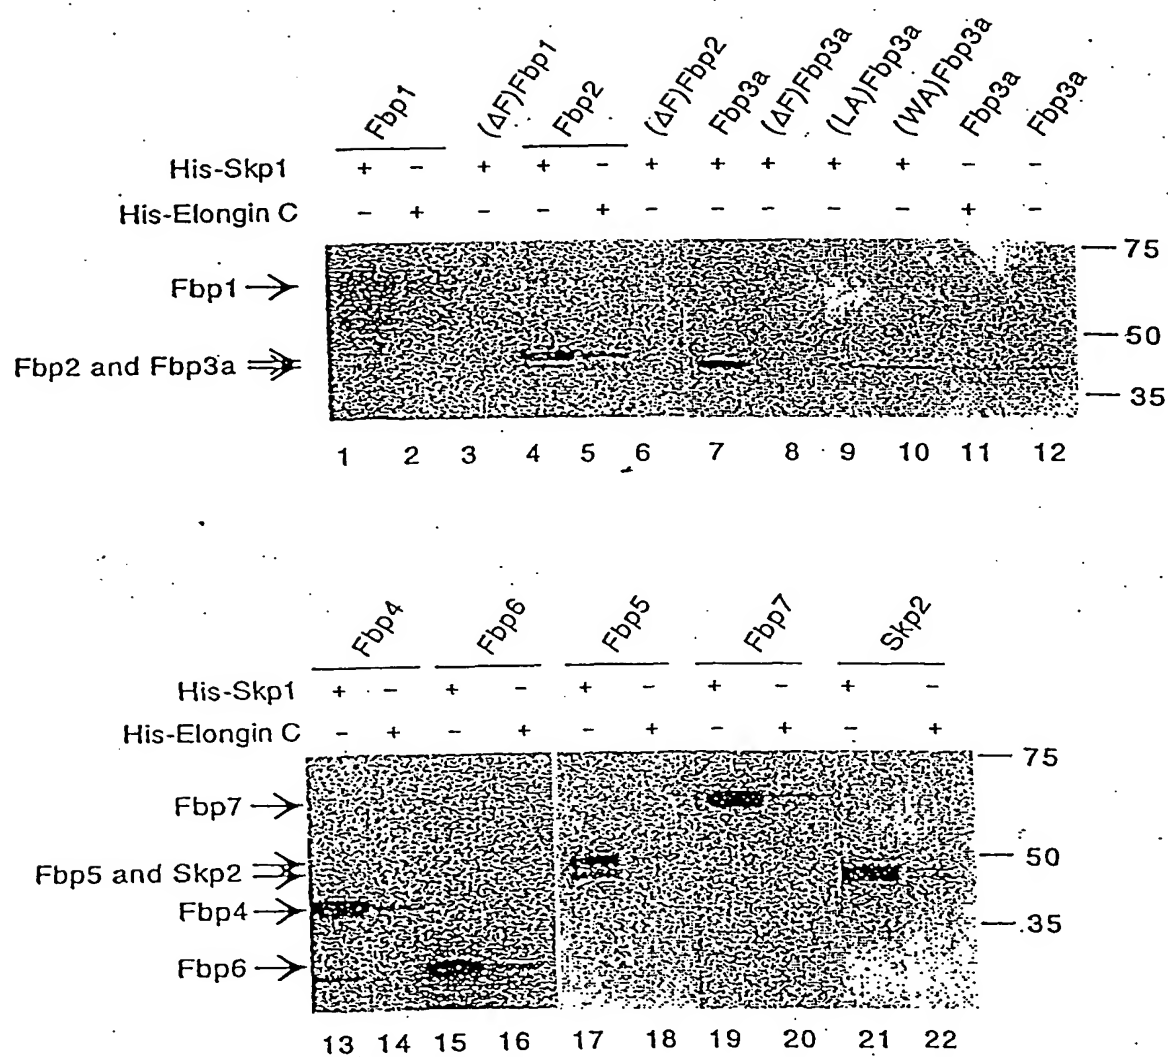 Fbp1 (ΔF)Fbp1 Fbp2 (ΔF)Fbp2 Fbp3a (ΔF)Fbp3a (LA)Fbp3a (WA)Fbp3a Fbp3a Fbp3a
His-Skp1 + - + + - + + + + + - -
His-Elongin C - + - - + - - - - - + -
75
Fbp1
50
Fbp2 and Fbp3a
35
1 2 3 4 5 6 7 8 9 10 11 12
Fbp4 Fbp6 Fbp5 Fbp7 Skp2
His-Skp1 + - + - + - + - + -
His-Elongin C - + - + - + - + - +
75
Fbp7
50
Fbp5 and Skp2
Fbp4
35
Fbp6
13 14 15 16 17 18 19 20 21 22